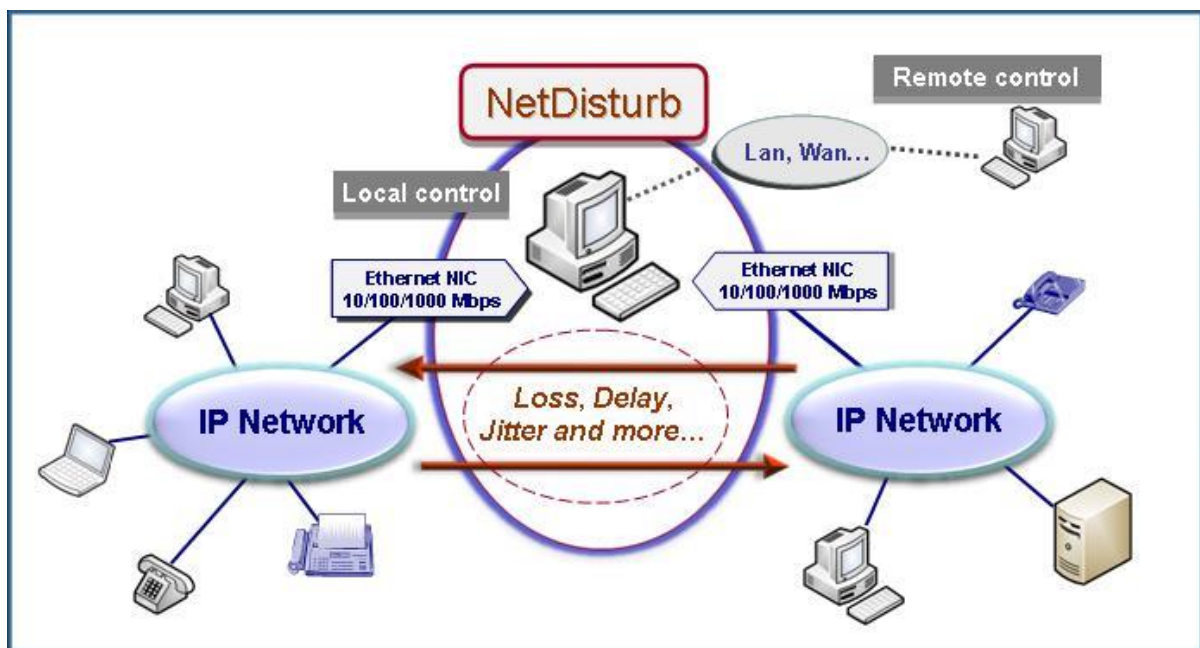 NetDisturb
Remote control
Lan, Wan...
Local control
Ethernet NIC
10/100/1000 Mbps
Ethernet NIC
10/100/1000 Mbps
IP Network
Loss, Delay,
Jitter and more...
IP Network